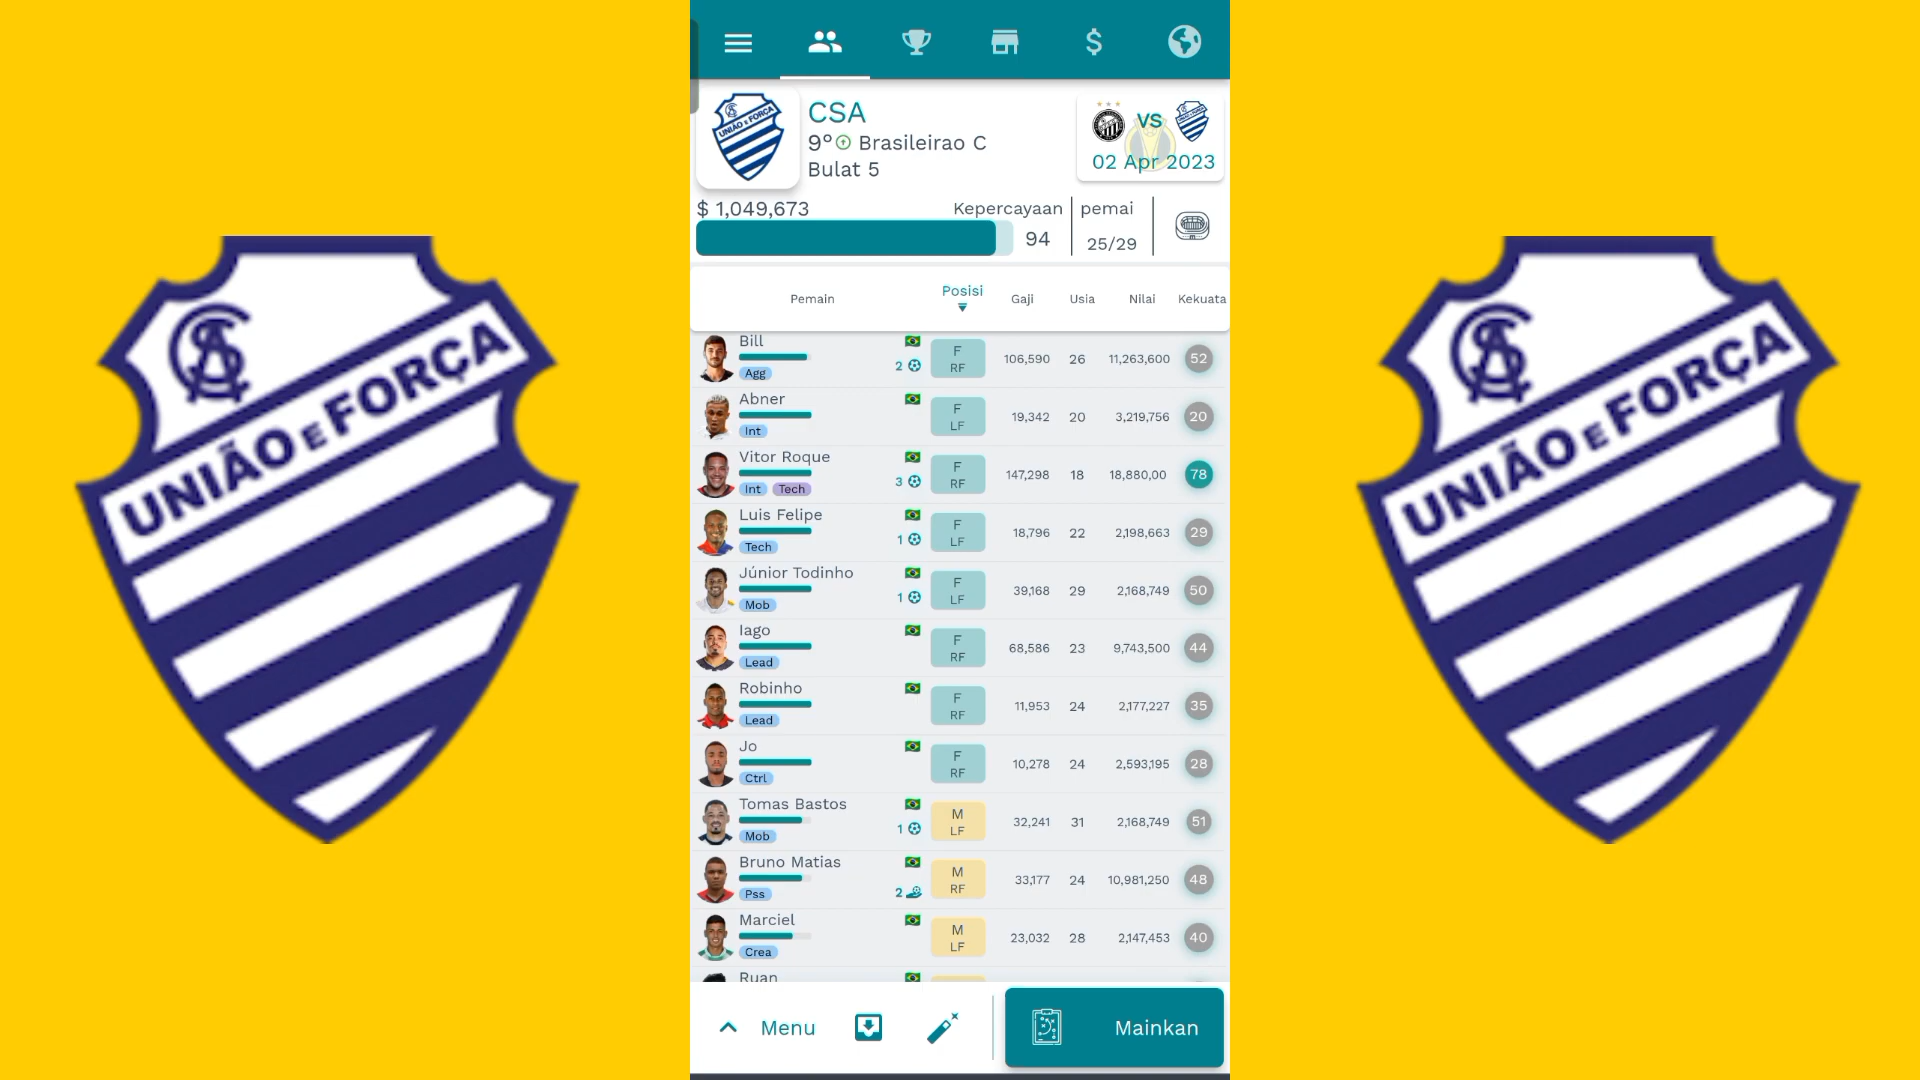 UNIÃO E FORÇA
CSA
9° Brasileirao C
Bulat 5
UNIÃO E FORÇA
VS
02 Apr 2023
$ 1,049,673
Kepercayaan
94
pemai
25/29
Pemain Posisi Gaji Usia Nilai Kekuata
Bill
Agg
2 F RF 106,590 26 11,263,600 52
Abner
Int
F LF 19,342 20 3,219,756 20
Vitor Roque
Int Tech
3 F RF 147,298 18 18,880,00 78
Luis Felipe
Tech
1 F LF 18,796 22 2,198,663 29
Júnior Todinho
Mob
1 F LF 39,168 29 2,168,749 50
Iago
Lead
F RF 68,586 23 9,743,500 44
Robinho
Lead
F RF 11,953 24 2,177,227 35
Jo
Ctrl
F RF 10,278 24 2,593,195 28
Tomas Bastos
Mob
1 M LF 32,241 31 2,168,749 51
Bruno Matias
Pss
2 M RF 33,177 24 10,981,250 48
Marciel
Crea
M LF 23,032 28 2,147,453 40
Ruan
Menu
Mainkan
UNIÃO E FORÇA